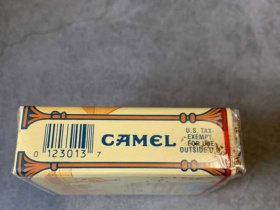 0 123013 7
CAMEL
U.S. TAX
EXEMPT
FOR USE
OUTSIDE U.